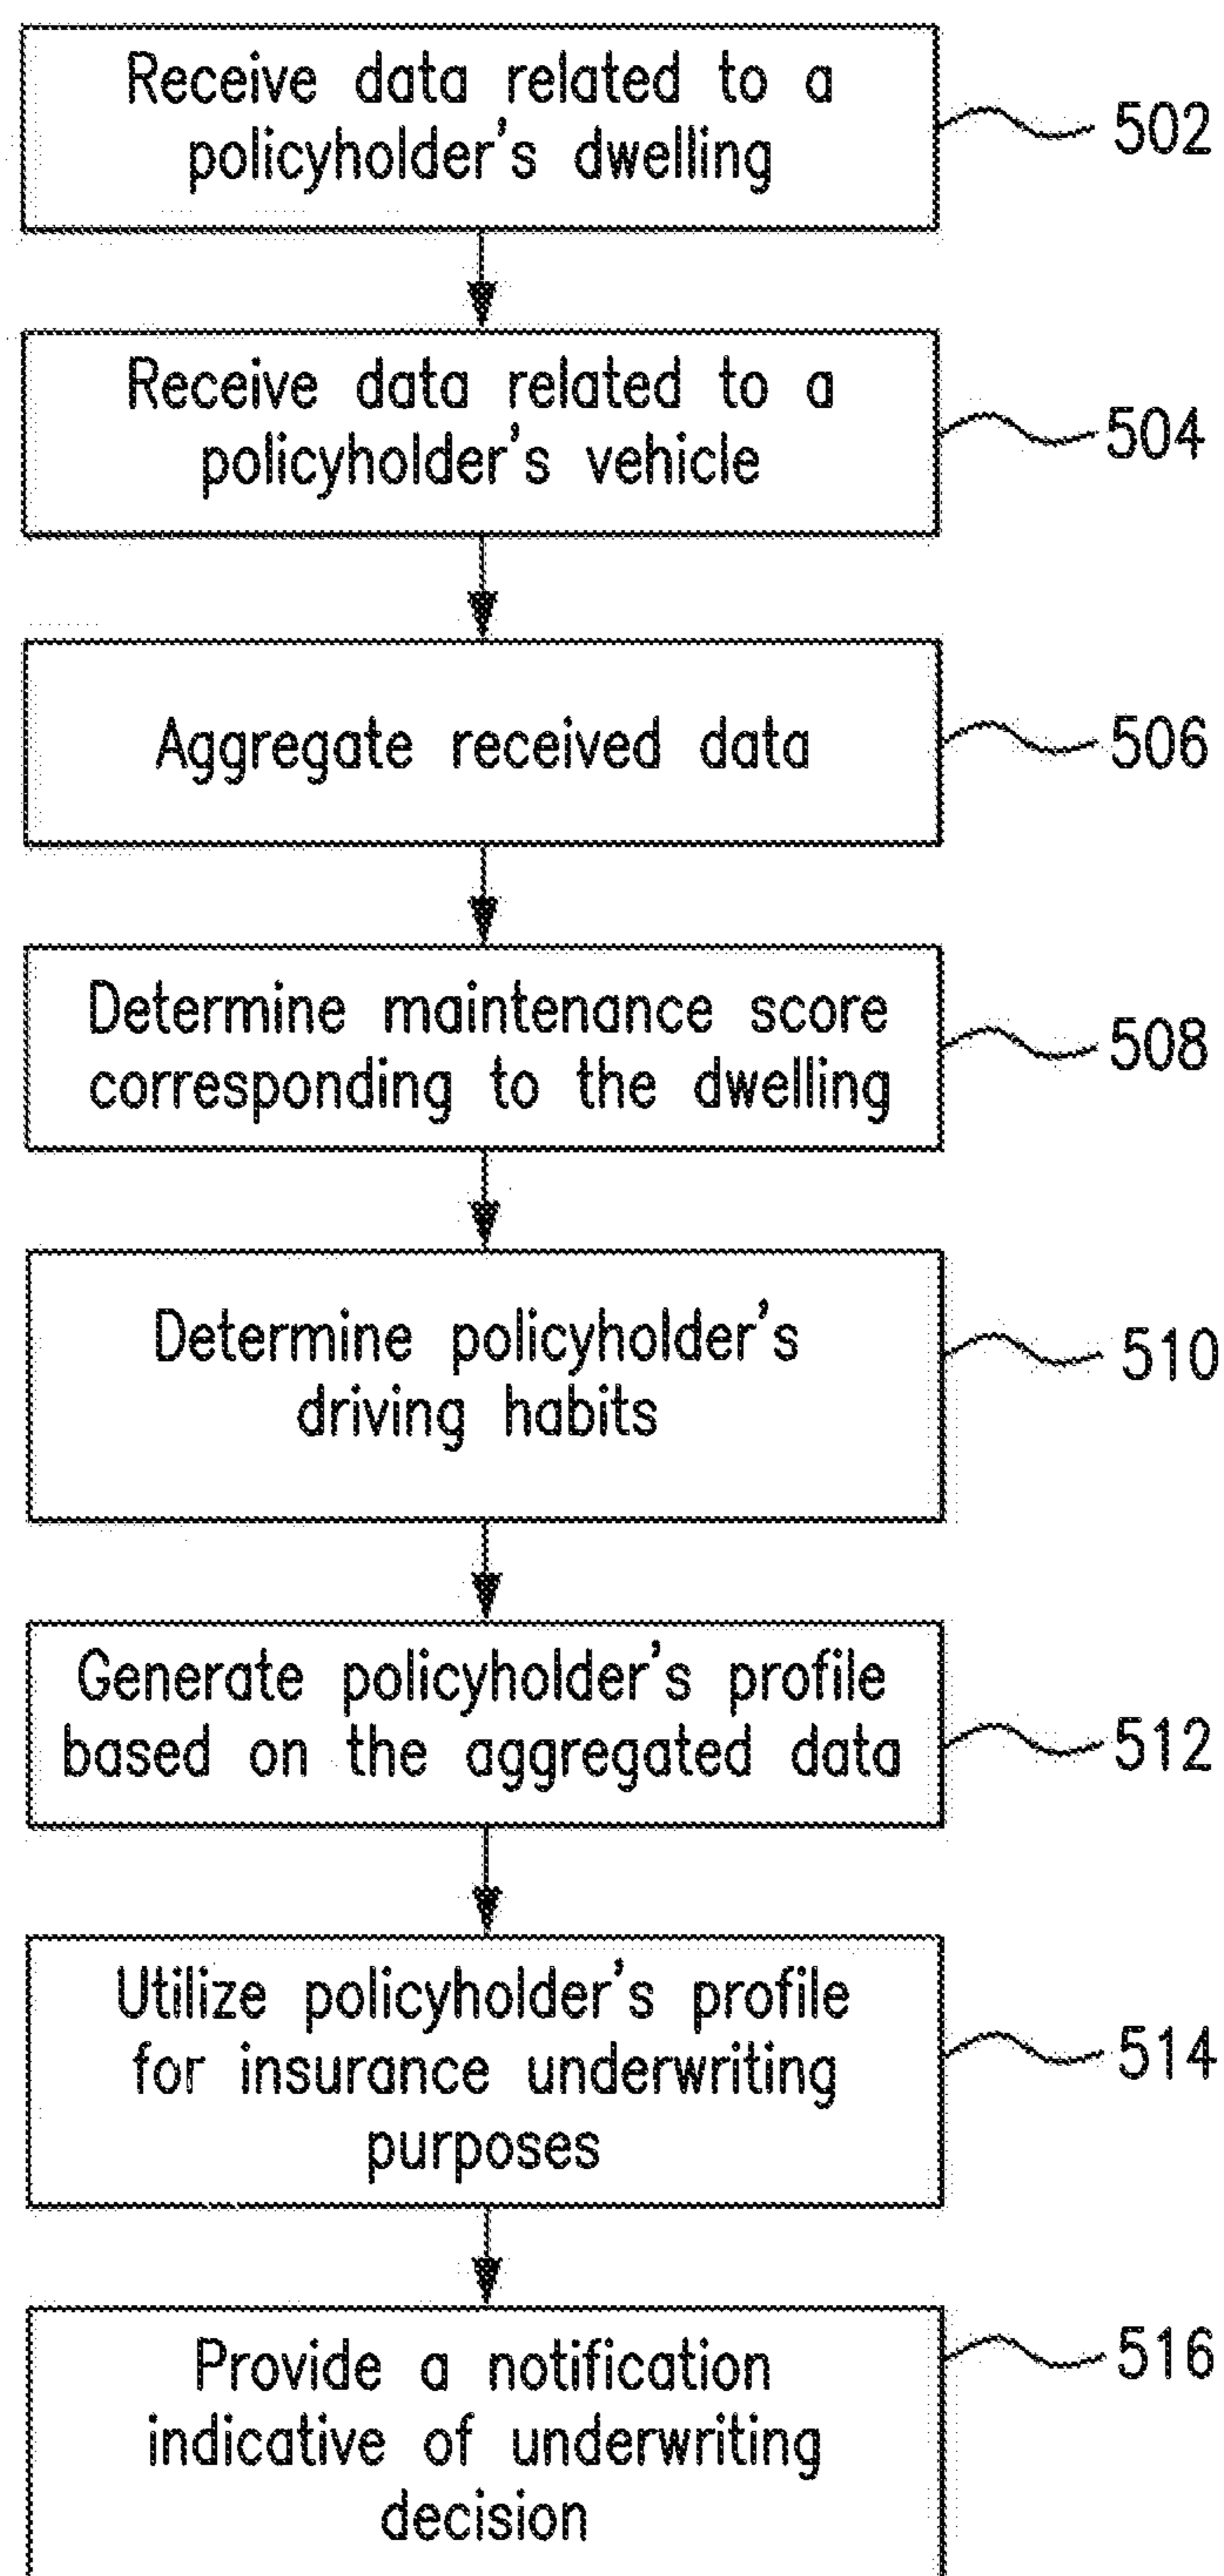 Receive data related to a
policyholder's dwelling
502
Receive data related to a
policyholder's vehicle
504
Aggregate received data
506
Determine maintenance score
corresponding to the dwelling
508
Determine policyholder's
driving habits
510
Generate policyholder's profile
based on the aggregated data
512
Utilize policyholder's profile
for insurance underwriting
purposes
514
Provide a notification
indicative of underwriting
decision
516